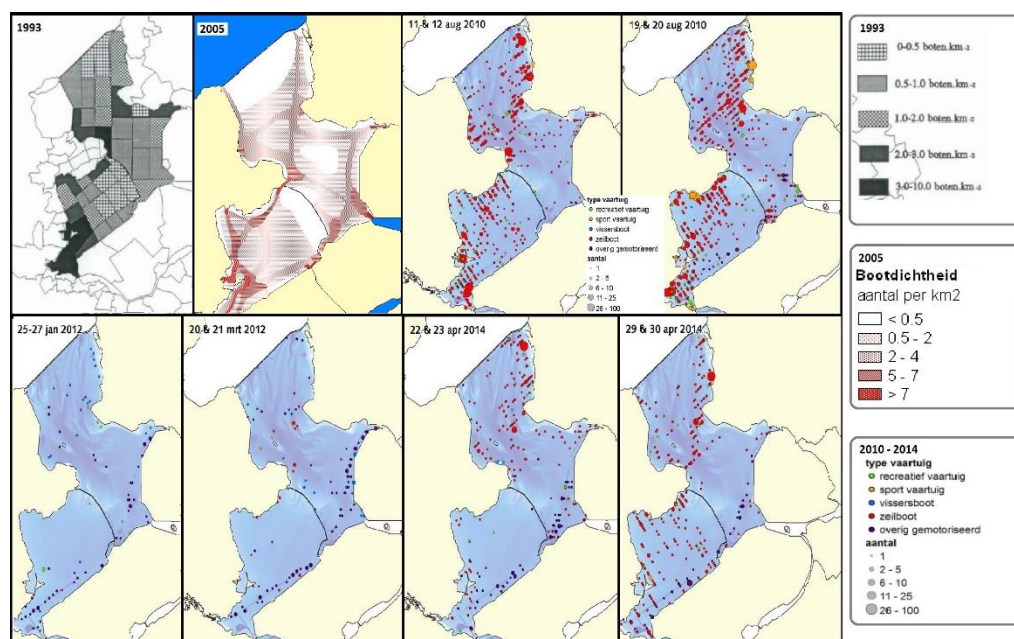 1993
2005
11 & 12 aug 2010
19 & 20 aug 2010
type vaartuig
recreatief vaartuig
sport vaartuig
vissersboot
zeilboot
overig gemotoriseerd
aantal
1
2 - 5
6 - 10
11 - 25
26 - 100
1993
0-0.5 boten.km-2
0.5-1.0 boten.km-2
1.0-2.0 boten.km-2
2.0-3.0 boten.km-2
3.0-10.0 boten.km-2
2005
Bootdichtheid
aantal per km2
< 0.5
0.5 - 2
2 - 4
5 - 7
> 7
25-27 jan 2012
20 & 21 mrt 2012
22 & 23 apr 2014
29 & 30 apr 2014
2010 - 2014
type vaartuig
recreatief vaartuig
sport vaartuig
vissersboot
zeilboot
overig gemotoriseerd
aantal
1
2 - 5
6 - 10
11 - 25
26 - 100